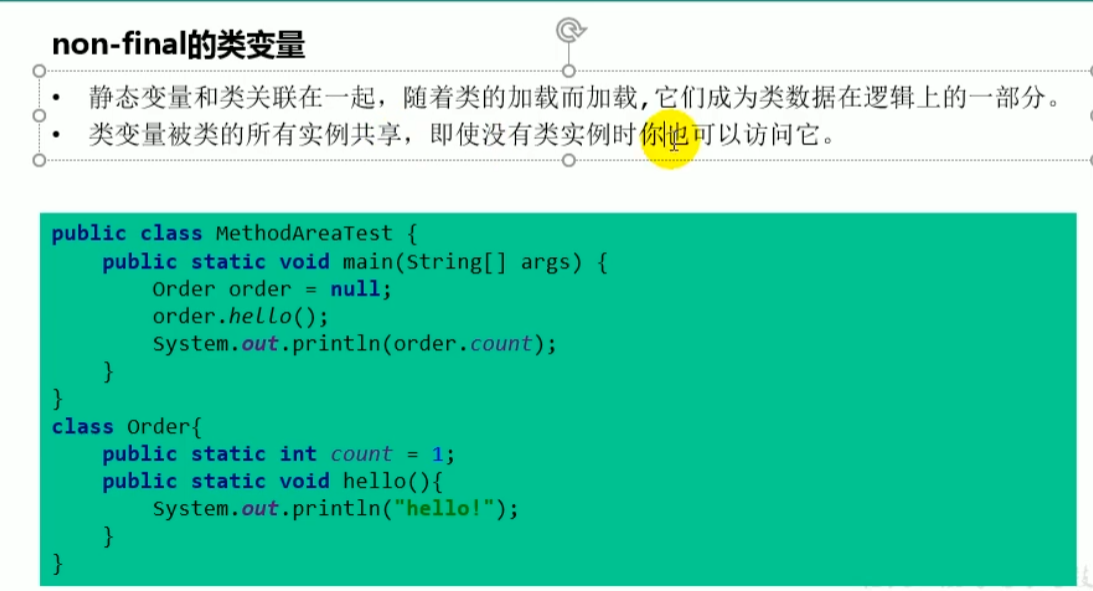 non-final的类变量
• 静态变量和类关联在一起，随着类的加载而加载,它们成为类数据在逻辑上的一部分。
• 类变量被类的所有实例共享，即使没有类实例时你也可以访问它。
public class MethodAreaTest {
    public static void main(String[] args) {
        Order order = null;
        order.hello();
        System.out.println(order.count);
    }
}
class Order{
    public static int count = 1;
    public static void hello(){
        System.out.println("hello!");
    }
}